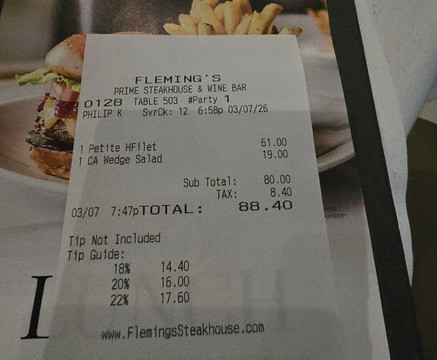 FLEMING'S
PRIME STEAKHOUSE & WINE BAR
0128 TABLE 503 #Party 1
PHILIP K SvrCk: 12 6:58p 03/07/26
1 Petite HFilet 61.00
1 CA Wedge Salad 19.00
Sub Total: 80.00
TAX: 8.40
03/07 7:47pTOTAL: 88.40
Tip Not Included
Tip Guide:
18% 14.40
20% 16.00
22% 17.60
www.FlemingsSteakhouse.com
LUNCH